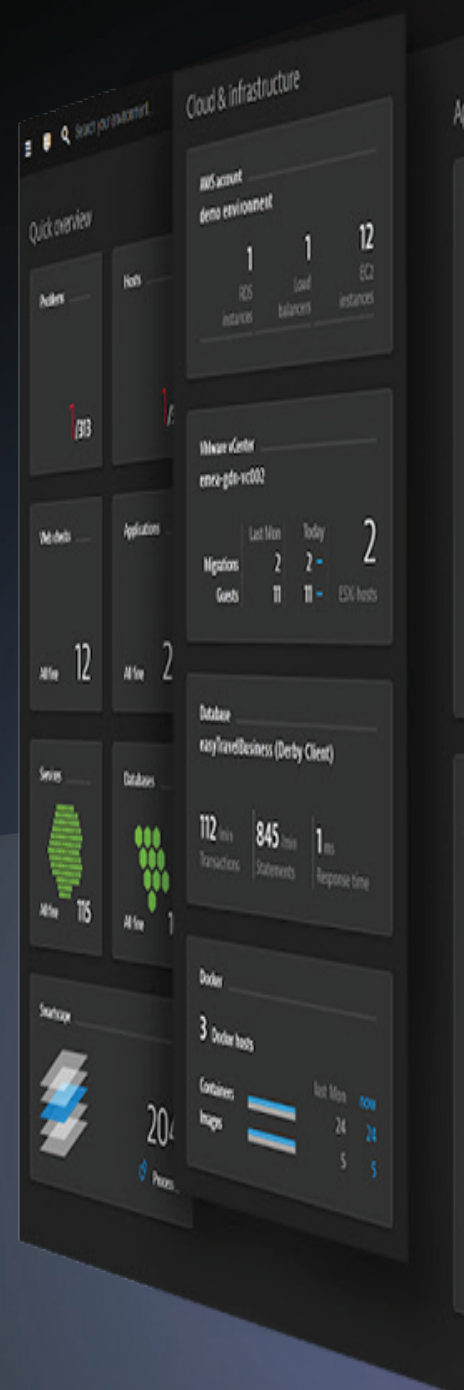 Search your environment...
Quick overview
Problems
1/313
Hosts
1/
Web checks
All fine 12
Applications
All fine 2
Services
All fine 115
Databases
All fine 1
Smartscape
204
Process
Cloud & infrastructure
AWS account
demo environment
1 1 12
RDS instances
Load balancers
EC2 instances
VMware vCenter
emea-gdn-vc002
Last Mon Today 2
Migrations 2 2 -
Guests 11 11 - ESXi hosts
Database
easyTravelBusiness (Derby Client)
112 /min 845 /min 1 ms
Transactions Statements Response time
Docker
3 Docker hosts
last Mon now
Containers 24 24
Images 5 5
A